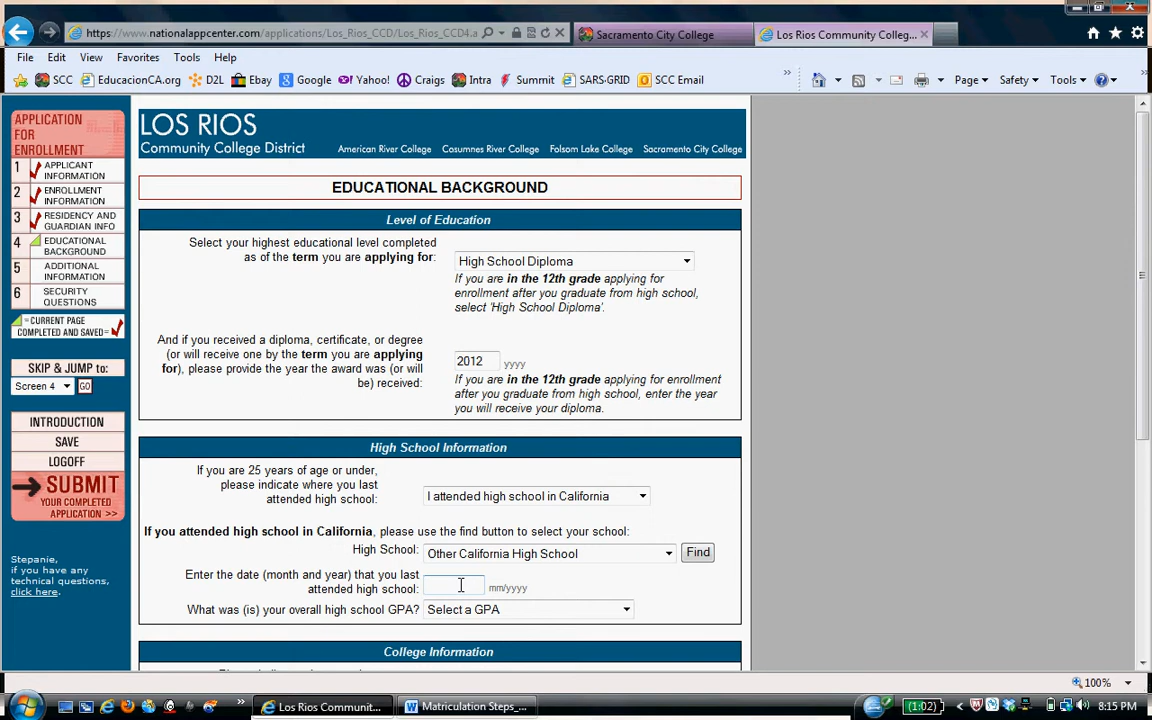 https://www.nationalappcenter.com/applications/Los_Rios_CCD/Los_Rios_CCD4.a
Sacramento City College
Los Rios Community Colleg...
File Edit View Favorites Tools Help
SCC EducacionCA.org D2L Ebay Google Yahoo! Craigs Intra Summit SARS·GRID SCC Email
Page Safety Tools
APPLICATION
FOR
ENROLLMENT
1 APPLICANT
INFORMATION
2 ENROLLMENT
INFORMATION
3 RESIDENCY AND
GUARDIAN INFO
4 EDUCATIONAL
BACKGROUND
5 ADDITIONAL
INFORMATION
6 SECURITY
QUESTIONS
=CURRENT PAGE
COMPLETED AND SAVED=
SKIP & JUMP to:
Screen 4 GO
INTRODUCTION
SAVE
LOGOFF
SUBMIT
YOUR COMPLETED
APPLICATION >>
Stepanie,
if you have
any technical
questions,
click here.
LOS RIOS
Community College District
American River College Cosumnes River College Folsom Lake College Sacramento City College
EDUCATIONAL BACKGROUND
Level of Education
Select your highest educational level completed
as of the term you are applying for:
High School Diploma
If you are in the 12th grade applying for
enrollment after you graduate from high school,
select 'High School Diploma'.
And if you received a diploma, certificate, or degree
(or will receive one by the term you are applying
for), please provide the year the award was (or will
be) received:
2012 yyyy
If you are in the 12th grade applying for enrollment
after you graduate from high school, enter the year
you will receive your diploma.
High School Information
If you are 25 years of age or under,
please indicate where you last
attended high school:
I attended high school in California
If you attended high school in California, please use the find button to select your school:
High School: Other California High School Find
Enter the date (month and year) that you last
attended high school: mm/yyyy
What was (is) your overall high school GPA? Select a GPA
College Information
100%
Los Rios Communit...
Matriculation Steps_...
(1:02)
8:15 PM